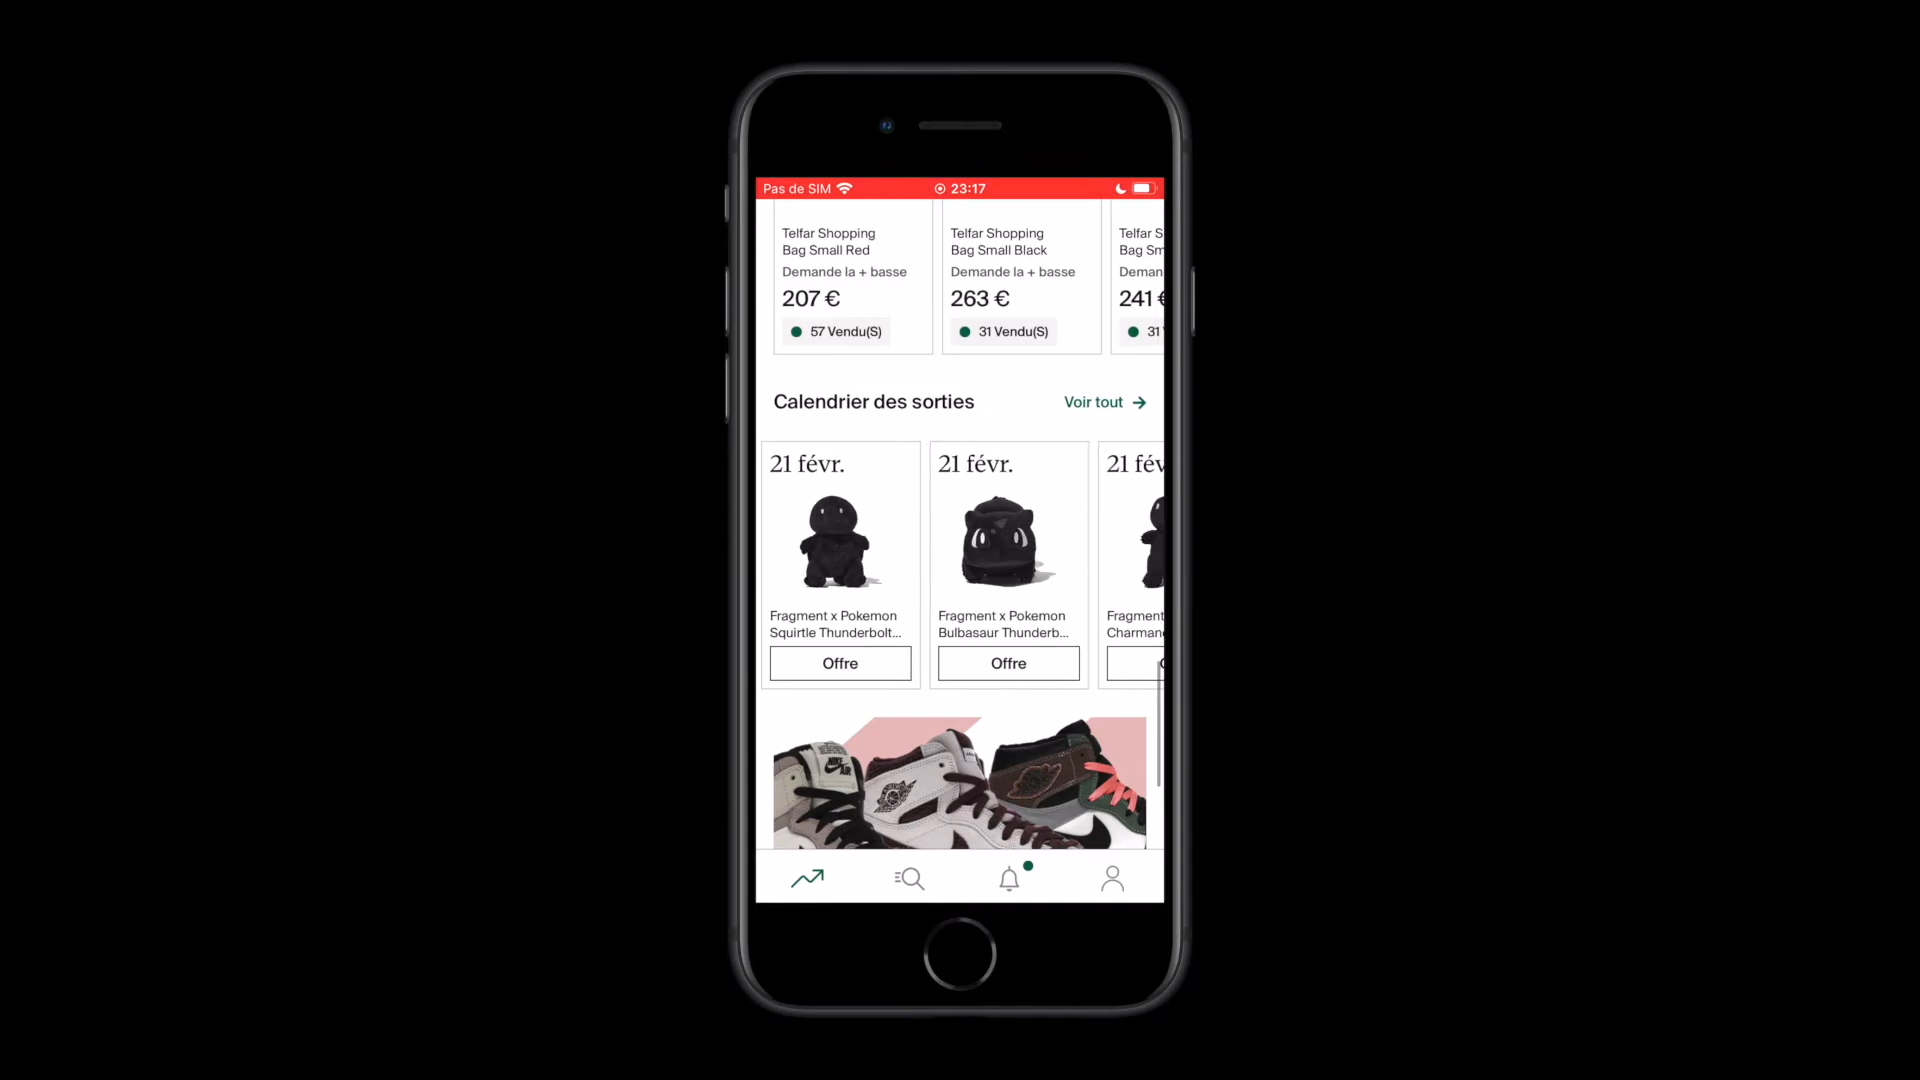 Pas de SIM
23:17
Telfar Shopping
Bag Small Red
Demande la + basse
207 €
57 Vendu(S)
Telfar Shopping
Bag Small Black
Demande la + basse
263 €
31 Vendu(S)
Telfar S
Bag Sm
Deman
241 €
31
Calendrier des sorties
Voir tout
21 févr.
Fragment x Pokemon
Squirtle Thunderbolt...
Offre
21 févr.
Fragment x Pokemon
Bulbasaur Thunderb...
Offre
21 fév
Fragment
Charman
NIKE
AIR